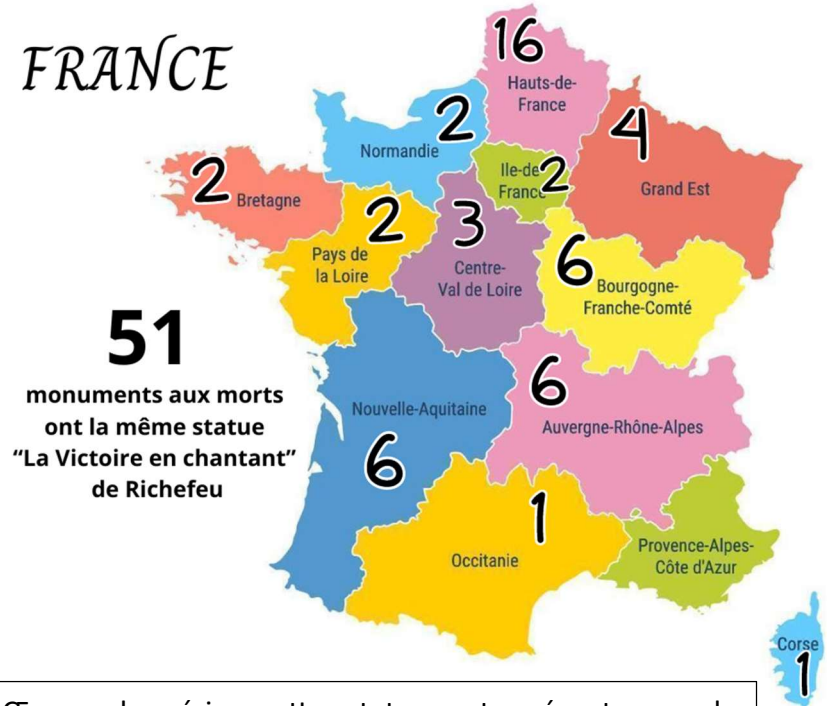 FRANCE
16
Hauts-de-
France
2
Normandie
4
Grand Est
Ile-de-
France
2
2
Bretagne
2
Pays de
la Loire
3
Centre-
Val de Loire
6
Bourgogne-
Franche-Comté
51
monuments aux morts
ont la même statue
“La Victoire en chantant”
de Richefeu
Nouvelle-Aquitaine
6
6
Auvergne-Rhône-Alpes
1
Occitanie
Provence-Alpes-
Côte d'Azur
Corse
1